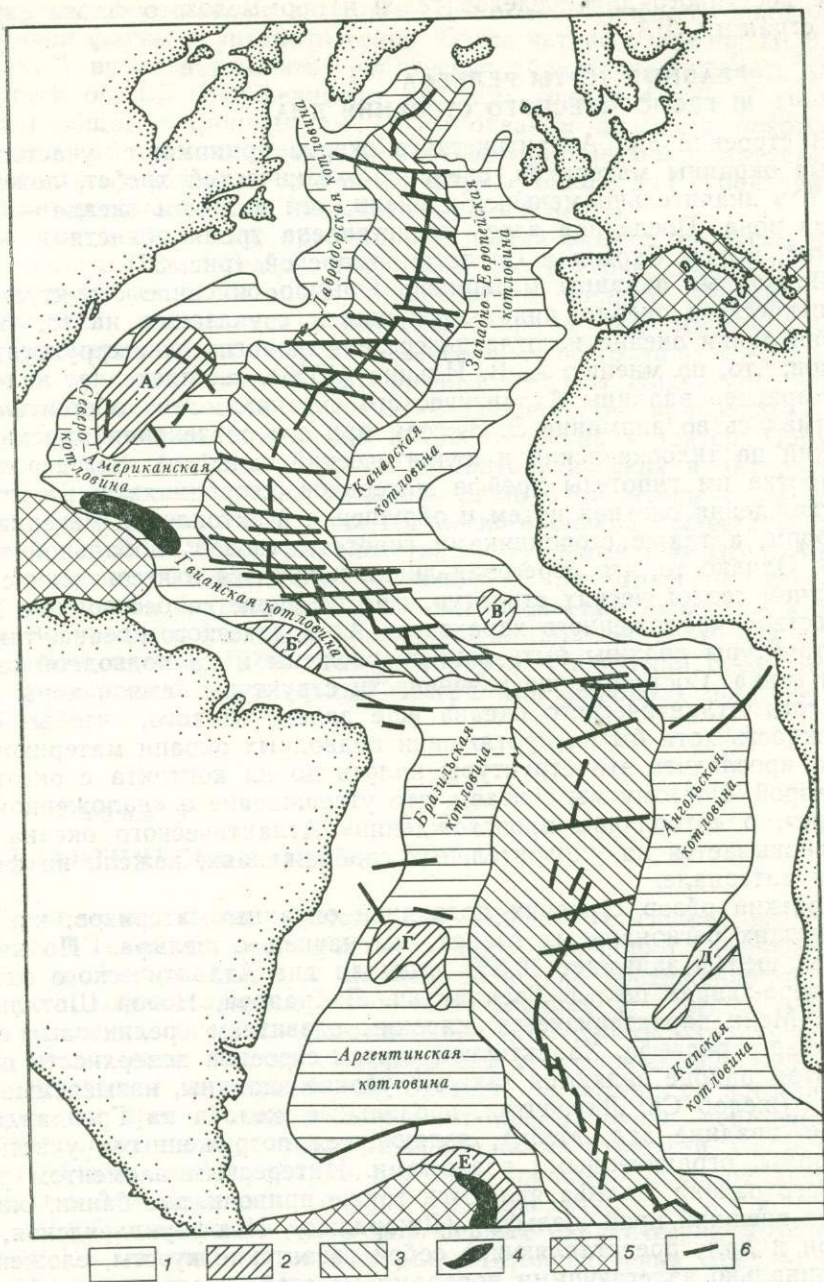 Лабрадорская котловина
Западно-Европейская
котловина
А
Северо-Американская
котловина
Канарская
котловина
Гвианская котловина
Б
В
Бразильская
котловина
Ангольская
котловина
Г
Д
Аргентинская
котловина
Капская
котловина
Е
1
2
3
4
5
6